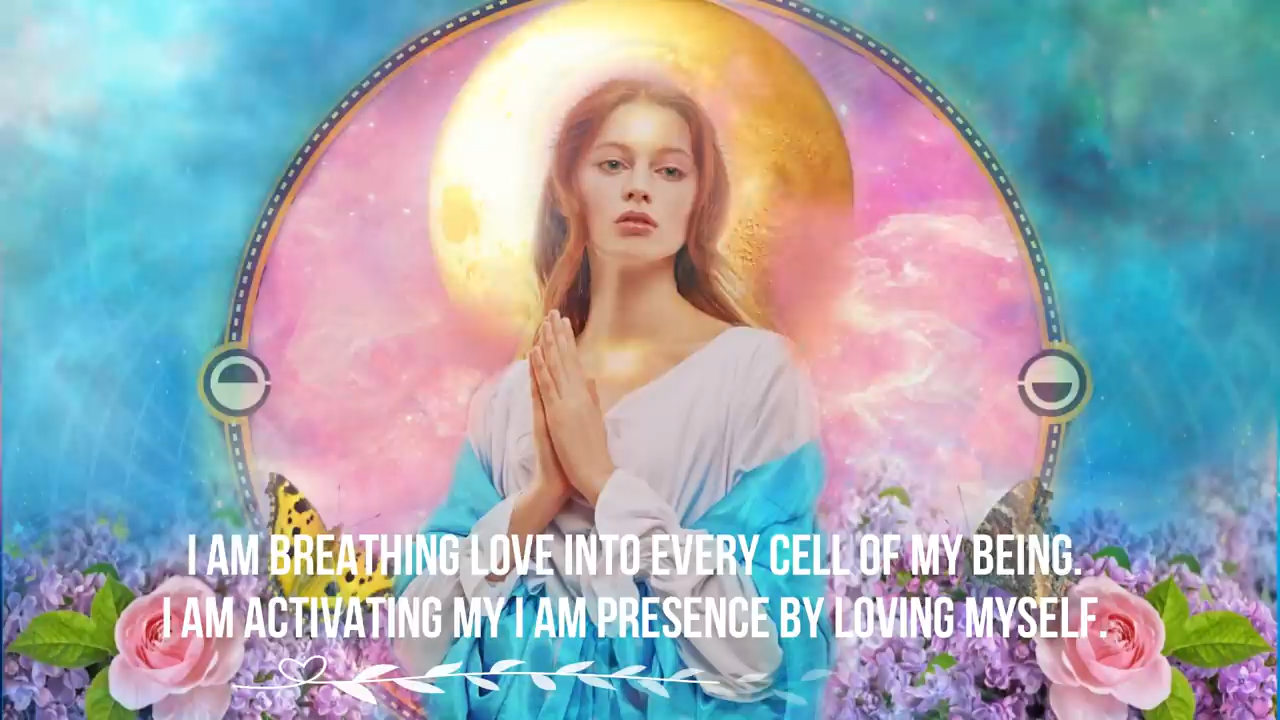 I AM BREATHING LOVE INTO EVERY CELL OF MY BEING.
I AM ACTIVATING MY I AM PRESENCE BY LOVING MYSELF.